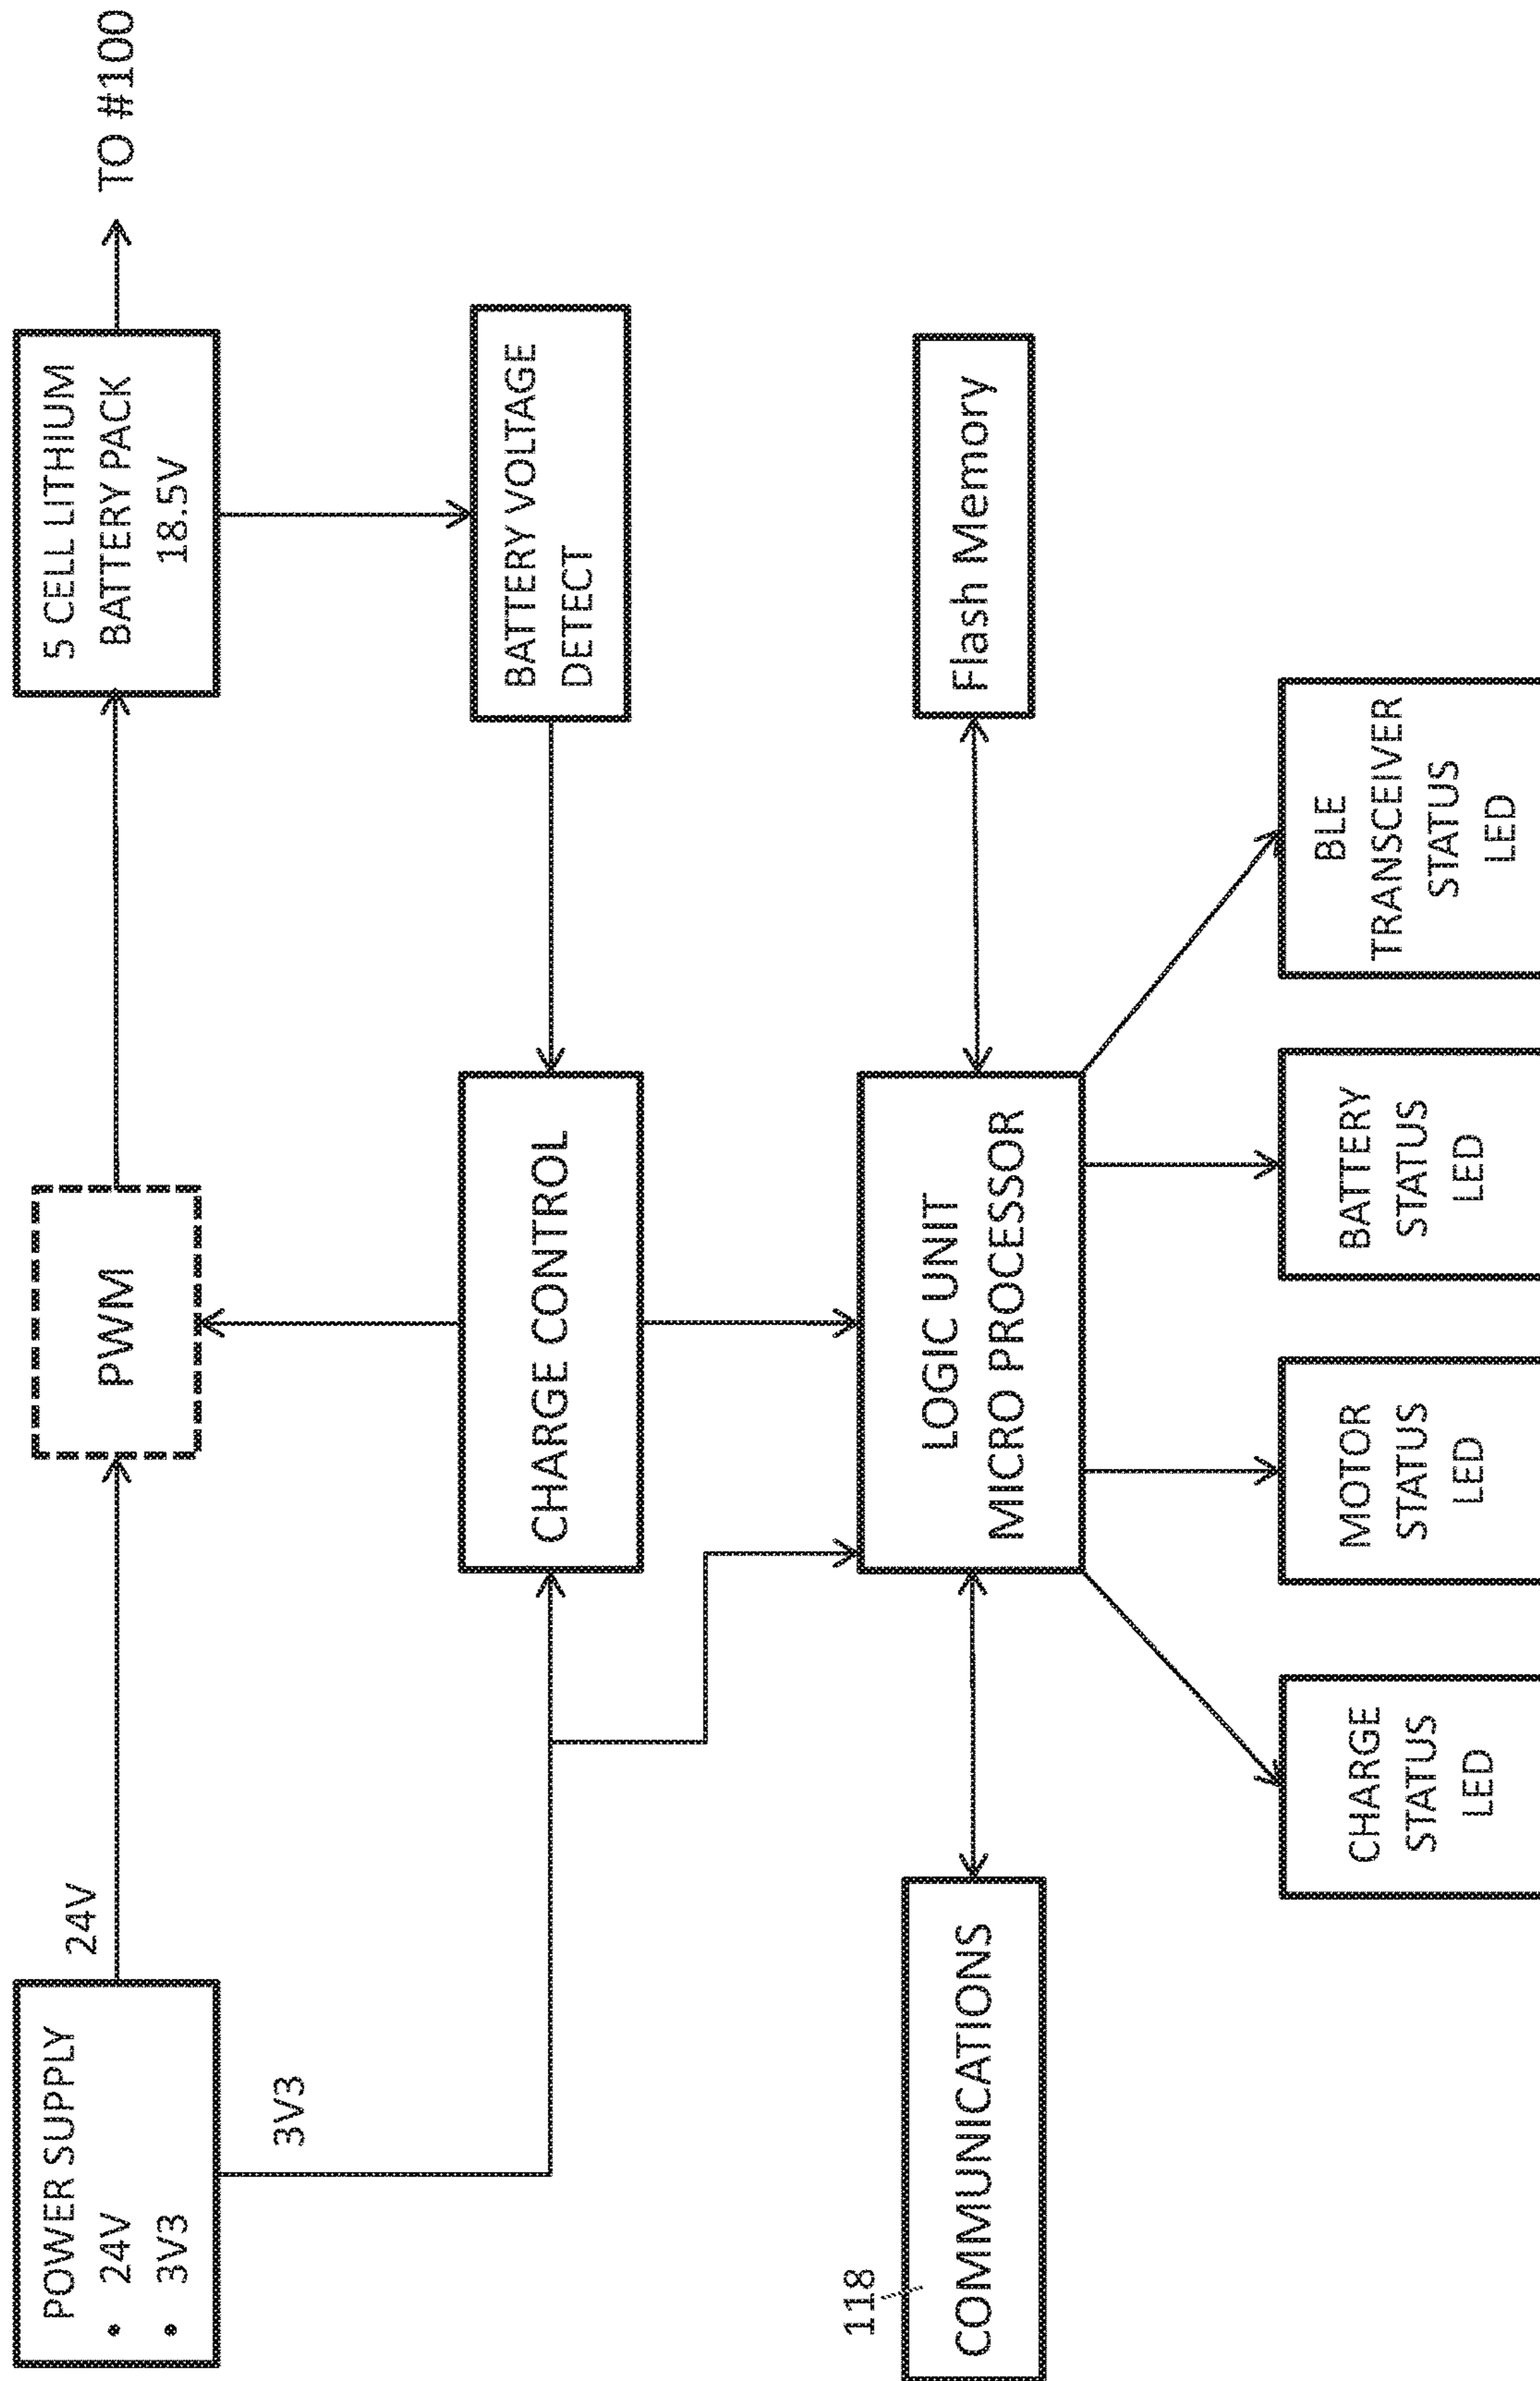 POWER SUPPLY
• 24V
• 3V3
24V
3V3
PWM
5 CELL LITHIUM
BATTERY PACK
18.5V
TO #100
CHARGE CONTROL
BATTERY VOLTAGE
DETECT
118
COMMUNICATIONS
LOGIC UNIT
MICRO PROCESSOR
Flash Memory
CHARGE
STATUS
LED
MOTOR
STATUS
LED
BATTERY
STATUS
LED
BLE
TRANSCEIVER
STATUS
LED